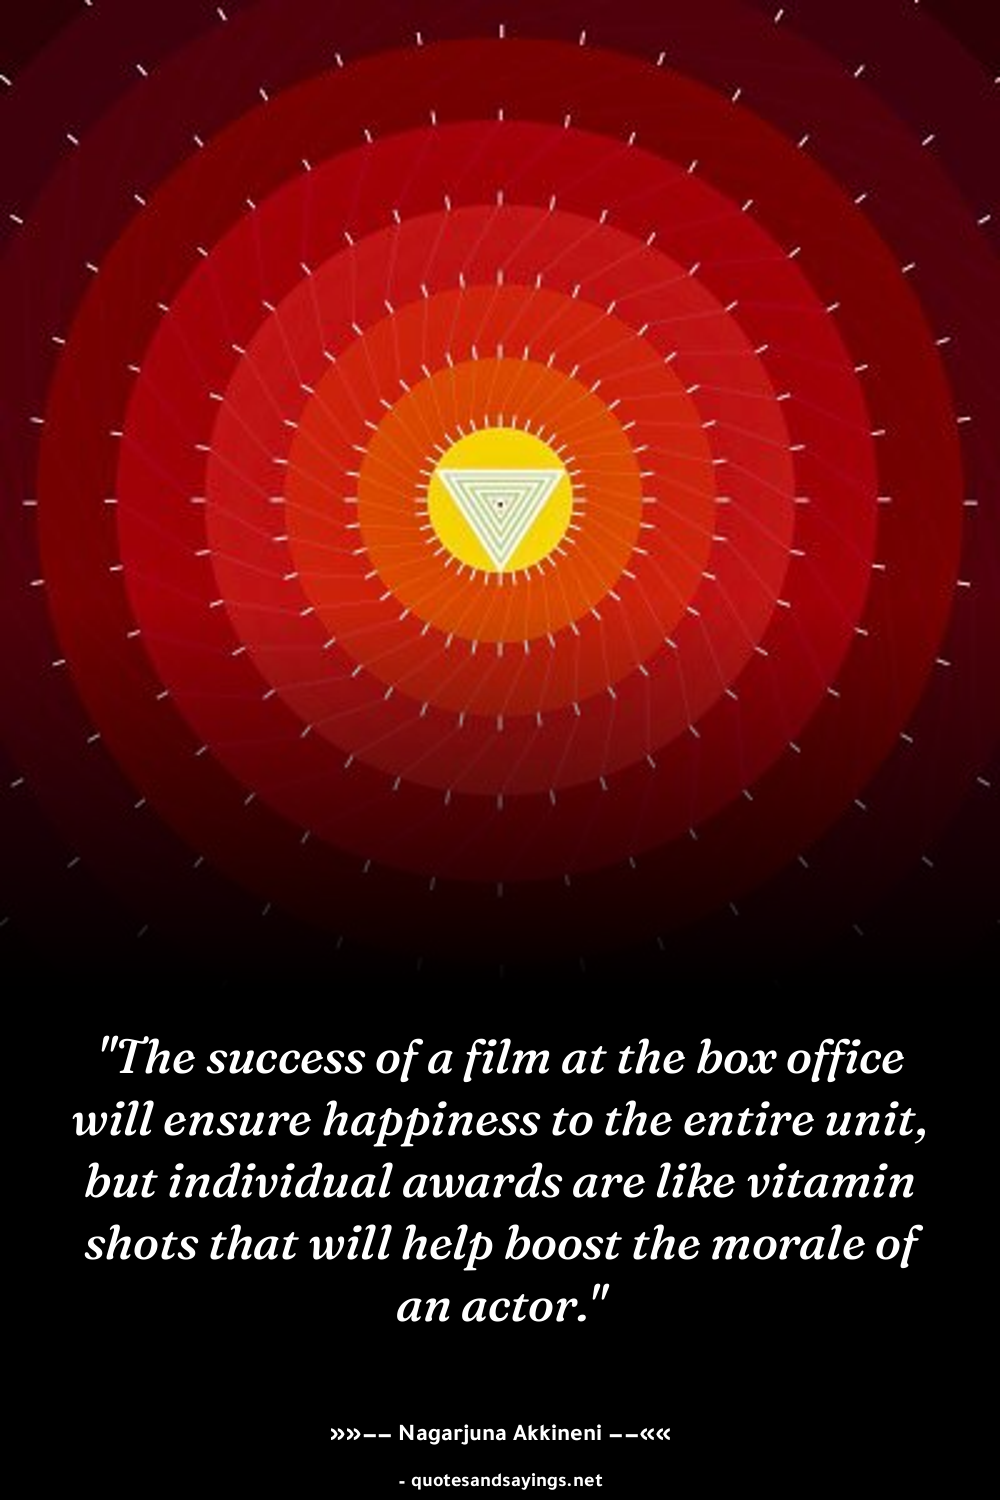 "The success of a film at the box office
will ensure happiness to the entire unit,
but individual awards are like vitamin
shots that will help boost the morale of
an actor."
»»–– Nagarjuna Akkineni ––««
- quotesandsayings.net